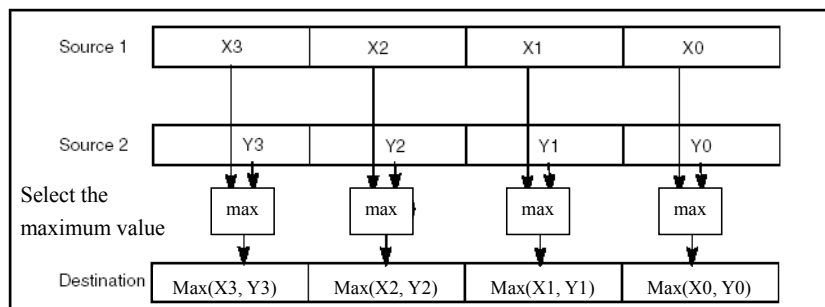 Source 1 X3 X2 X1 X0
Source 2 Y3 Y2 Y1 Y0
Select the
maximum value
max max max max
Destination Max(X3, Y3) Max(X2, Y2) Max(X1, Y1) Max(X0, Y0)